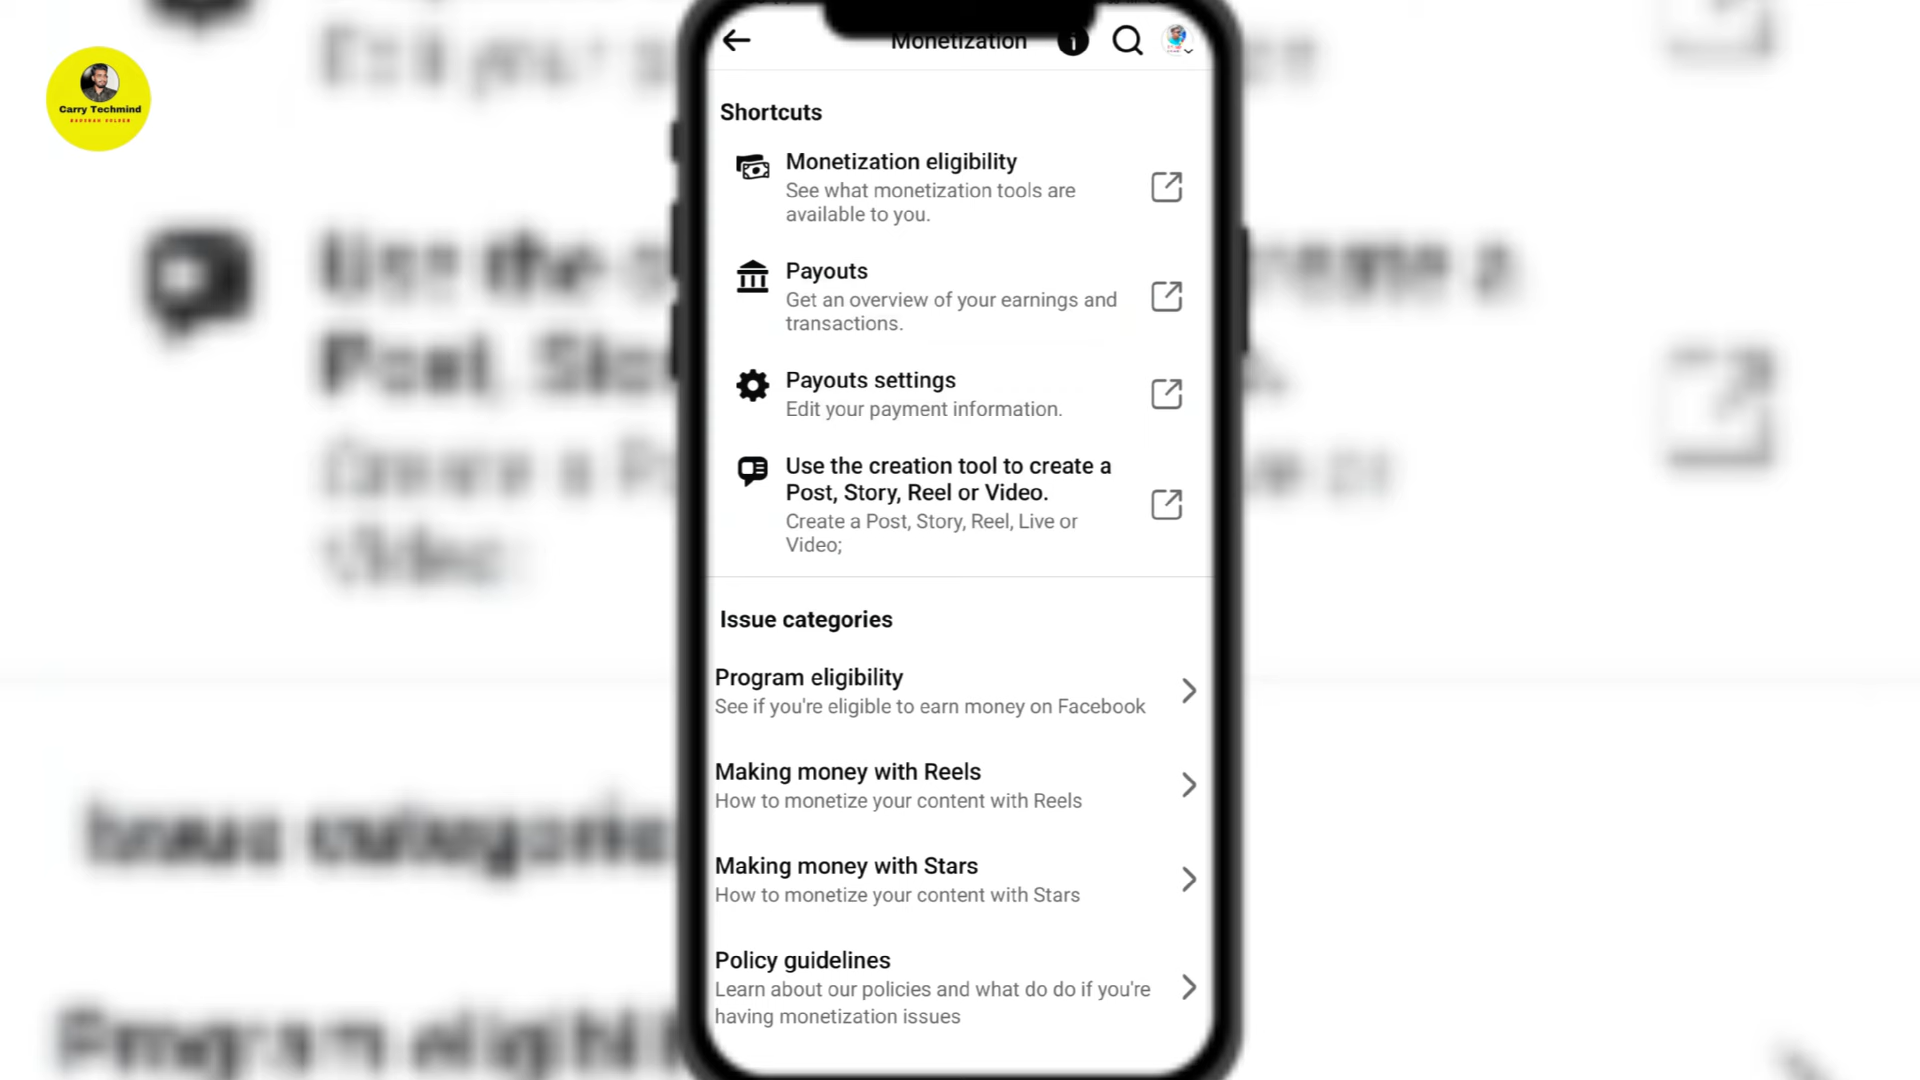 Carry Techmind
Monetization
Shortcuts
Monetization eligibility
See what monetization tools are
available to you.
Payouts
Get an overview of your earnings and
transactions.
Payouts settings
Edit your payment information.
Use the creation tool to create a
Post, Story, Reel or Video.
Create a Post, Story, Reel, Live or
Video;
Issue categories
Program eligibility
See if you're eligible to earn money on Facebook
Making money with Reels
How to monetize your content with Reels
Making money with Stars
How to monetize your content with Stars
Policy guidelines
Learn about our policies and what do do if you're
having monetization issues